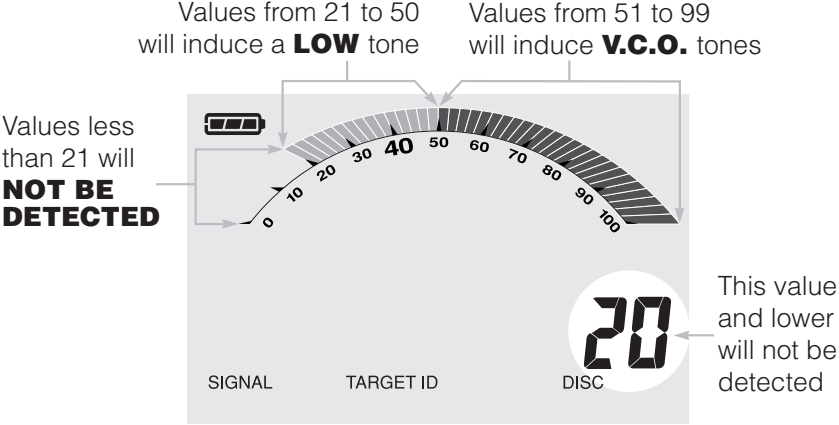 Values from 21 to 50
will induce a LOW tone
Values from 51 to 99
will induce V.C.O. tones
Values less
than 21 will
NOT BE
DETECTED
0 10 20 30 40 50 60 70 80 90 100
20
This value
and lower
will not be
detected
SIGNAL TARGET ID DISC